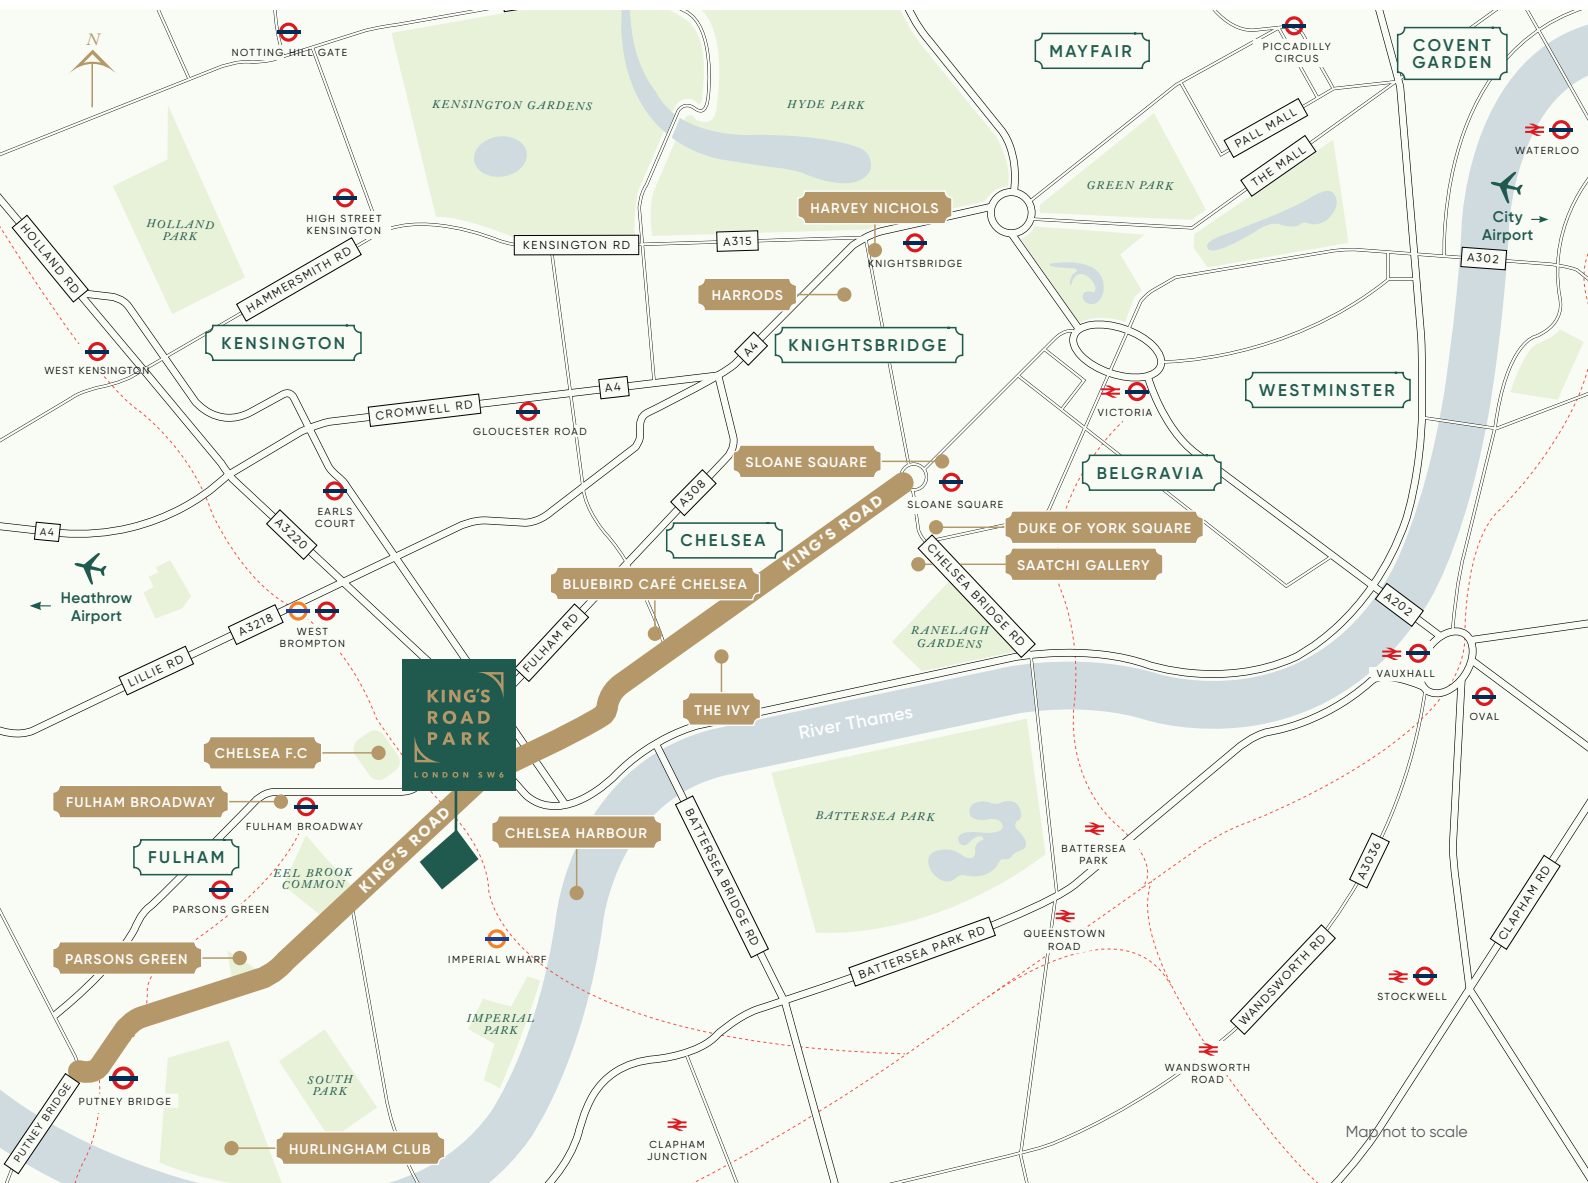 N
NOTTING HILL GATE
KENSINGTON GARDENS
HYDE PARK
MAYFAIR
PICCADILLY
CIRCUS
COVENT
GARDEN
PALL MALL
THE MALL
WATERLOO
GREEN PARK
HOLLAND
PARK
HIGH STREET
KENSINGTON
HARVEY NICHOLS
City
Airport
HOLLAND RD
HAMMERSMITH RD
KENSINGTON RD
A315
KNIGHTSBRIDGE
A302
HARRODS
KENSINGTON
KNIGHTSBRIDGE
A4
WEST KENSINGTON
A4
CROMWELL RD
GLOUCESTER ROAD
VICTORIA
WESTMINSTER
SLOANE SQUARE
BELGRAVIA
A308
SLOANE SQUARE
EARLS
COURT
A4
A3220
CHELSEA
KING'S ROAD
DUKE OF YORK SQUARE
SAATCHI GALLERY
CHELSEA BRIDGE RD
Heathrow
Airport
BLUEBIRD CAFÉ CHELSEA
A202
A3218
WEST
BROMPTON
FULHAM RD
RANELAGH
GARDENS
LILLIE RD
VAUXHALL
OVAL
KING'S
ROAD
PARK
LONDON SW6
THE IVY
River Thames
CHELSEA F.C
FULHAM BROADWAY
FULHAM BROADWAY
KING'S ROAD
CHELSEA HARBOUR
BATTERSEA BRIDGE RD
BATTERSEA PARK
BATTERSEA
PARK
A3036
FULHAM
EEL BROOK
COMMON
PARSONS GREEN
CLAPHAM RD
QUEENSTOWN
ROAD
BATTERSEA PARK RD
PARSONS GREEN
IMPERIAL WHARF
WANDSWORTH RD
STOCKWELL
IMPERIAL
PARK
WANDSWORTH
ROAD
SOUTH
PARK
PUTNEY BRIDGE
PUTNEY BRIDGE
HURLINGHAM CLUB
CLAPHAM
JUNCTION
Map not to scale